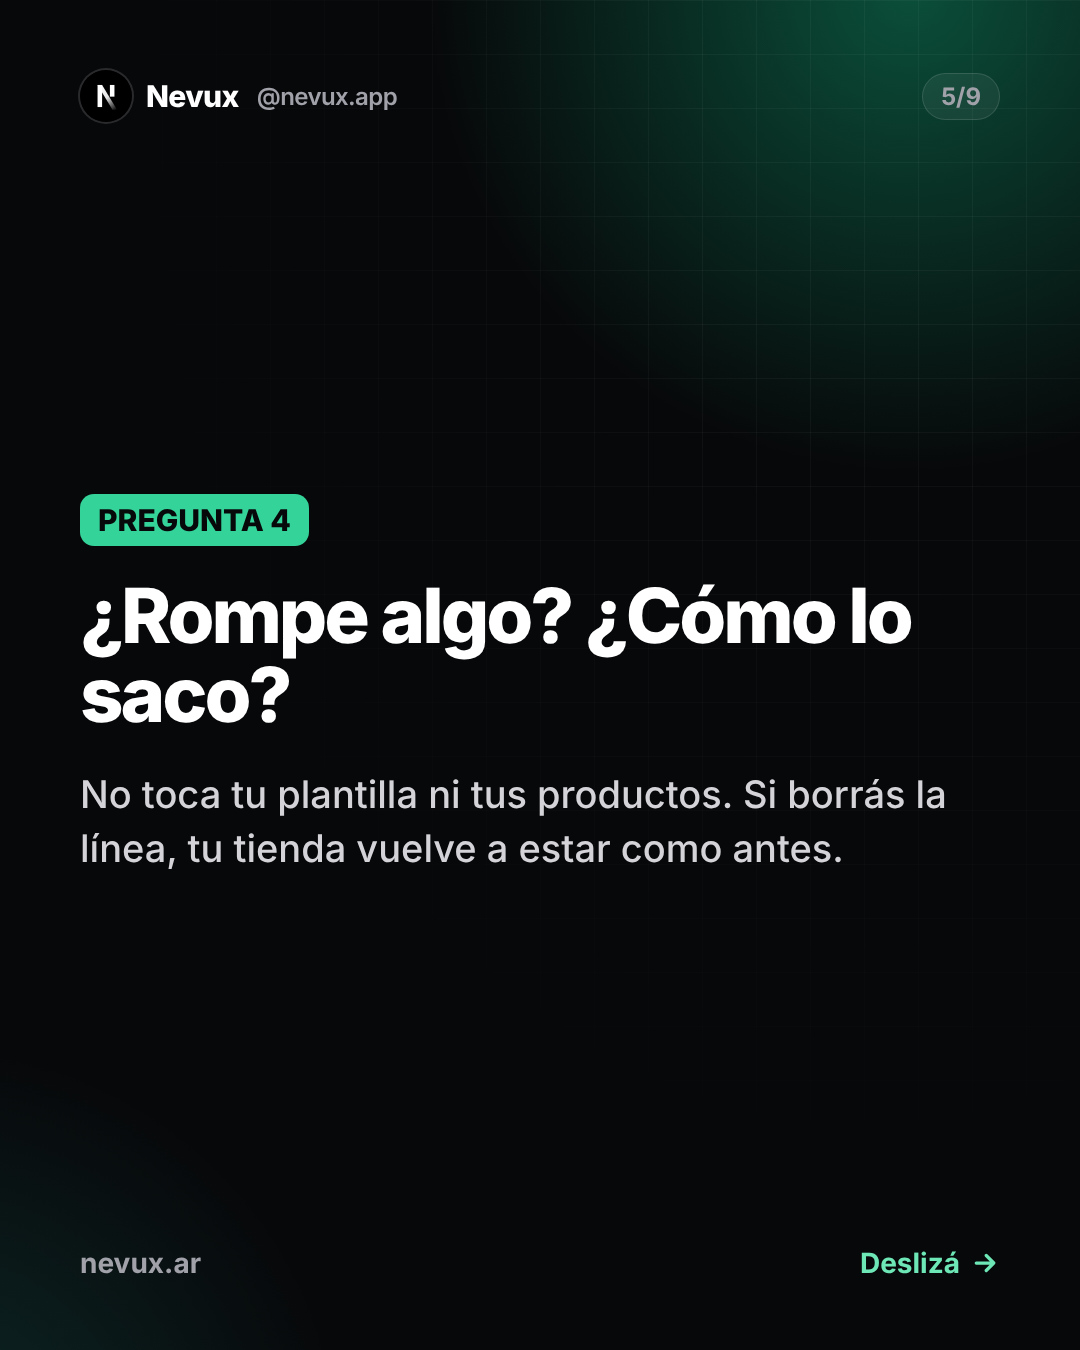 N Nevux @nevux.app 5/9
PREGUNTA 4
¿Rompe algo? ¿Cómo lo
saco?
No toca tu plantilla ni tus productos. Si borrás la
línea, tu tienda vuelve a estar como antes.
nevux.ar Deslizá →